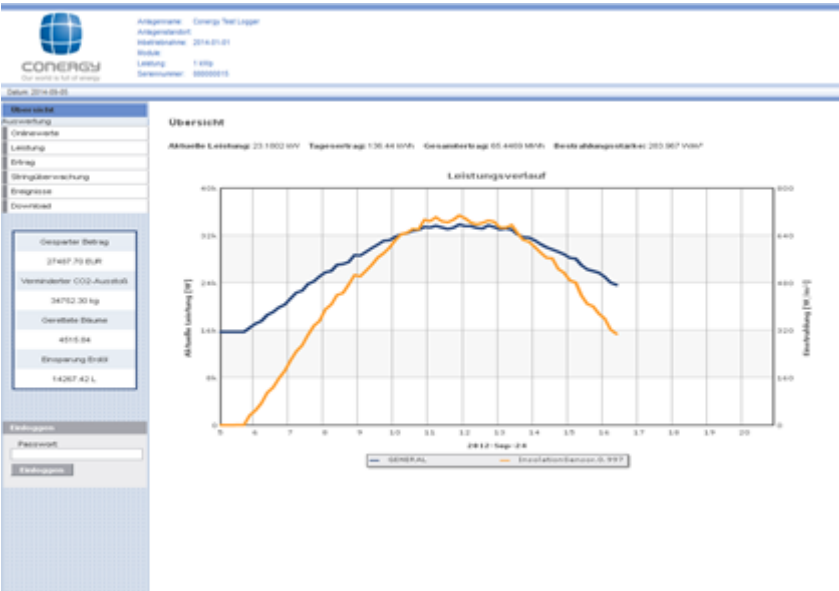 CONERGY
Our world is full of energy
Anlagenname: Conergy Test Logger
Anlagenstandort:
Inbetriebnahme: 2014-01-01
Module:
Leistung: 1 kWp
Seriennummer: 000000015
Datum: 2014-09-05
Übersicht
Auswertung
Onlinewerte
Leistung
Ertrag
Stringüberwachung
Ereignisse
Download
Gesparter Betrag
27467.70 EUR
Verminderter CO2-Ausstoß
34762.30 kg
Gerettete Bäume
4515.84
Einsparung Erdöl
14267.42 L
Einloggen
Passwort:
Einloggen
Übersicht
Aktuelle Leistung: 23.1802 kW Tagesertrag: 136.44 kWh Gesamtertrag: 65.4469 MWh Bestrahlungsstärke: 283.967 W/m²
Leistungsverlauf
40k
32k
24k
16k
8k
0
800
640
480
320
160
0
Aktuelle Leistung [W]
Einstrahlung [W/m²]
5 6 7 8 9 10 11 12 13 14 15 16 17 18 19 20
2012-Sep-24
GENERAL
InsolationSensor.0.997